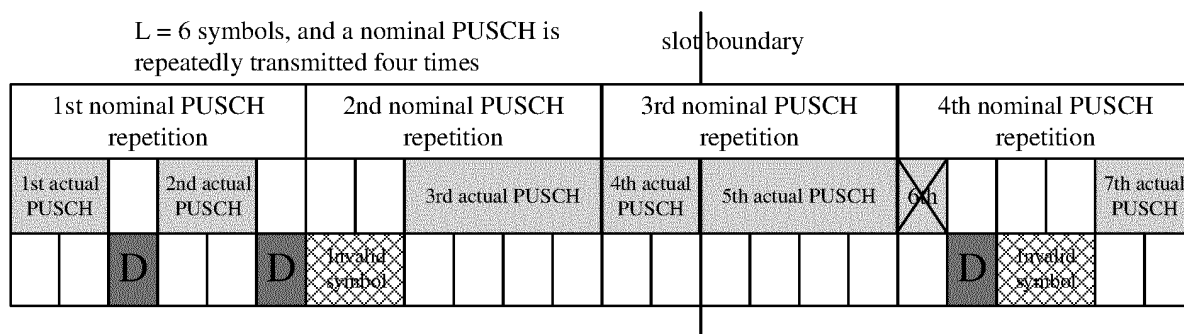 L = 6 symbols, and a nominal PUSCH is
repeatedly transmitted four times
slot boundary
1st nominal PUSCH
repetition
2nd nominal PUSCH
repetition
3rd nominal PUSCH
repetition
4th nominal PUSCH
repetition
1st actual
PUSCH
2nd actual
PUSCH
3rd actual PUSCH
4th actual
PUSCH
5th actual PUSCH
6th
7th actual
PUSCH
D
D
Invalid
symbol
D
Invalid
symbol